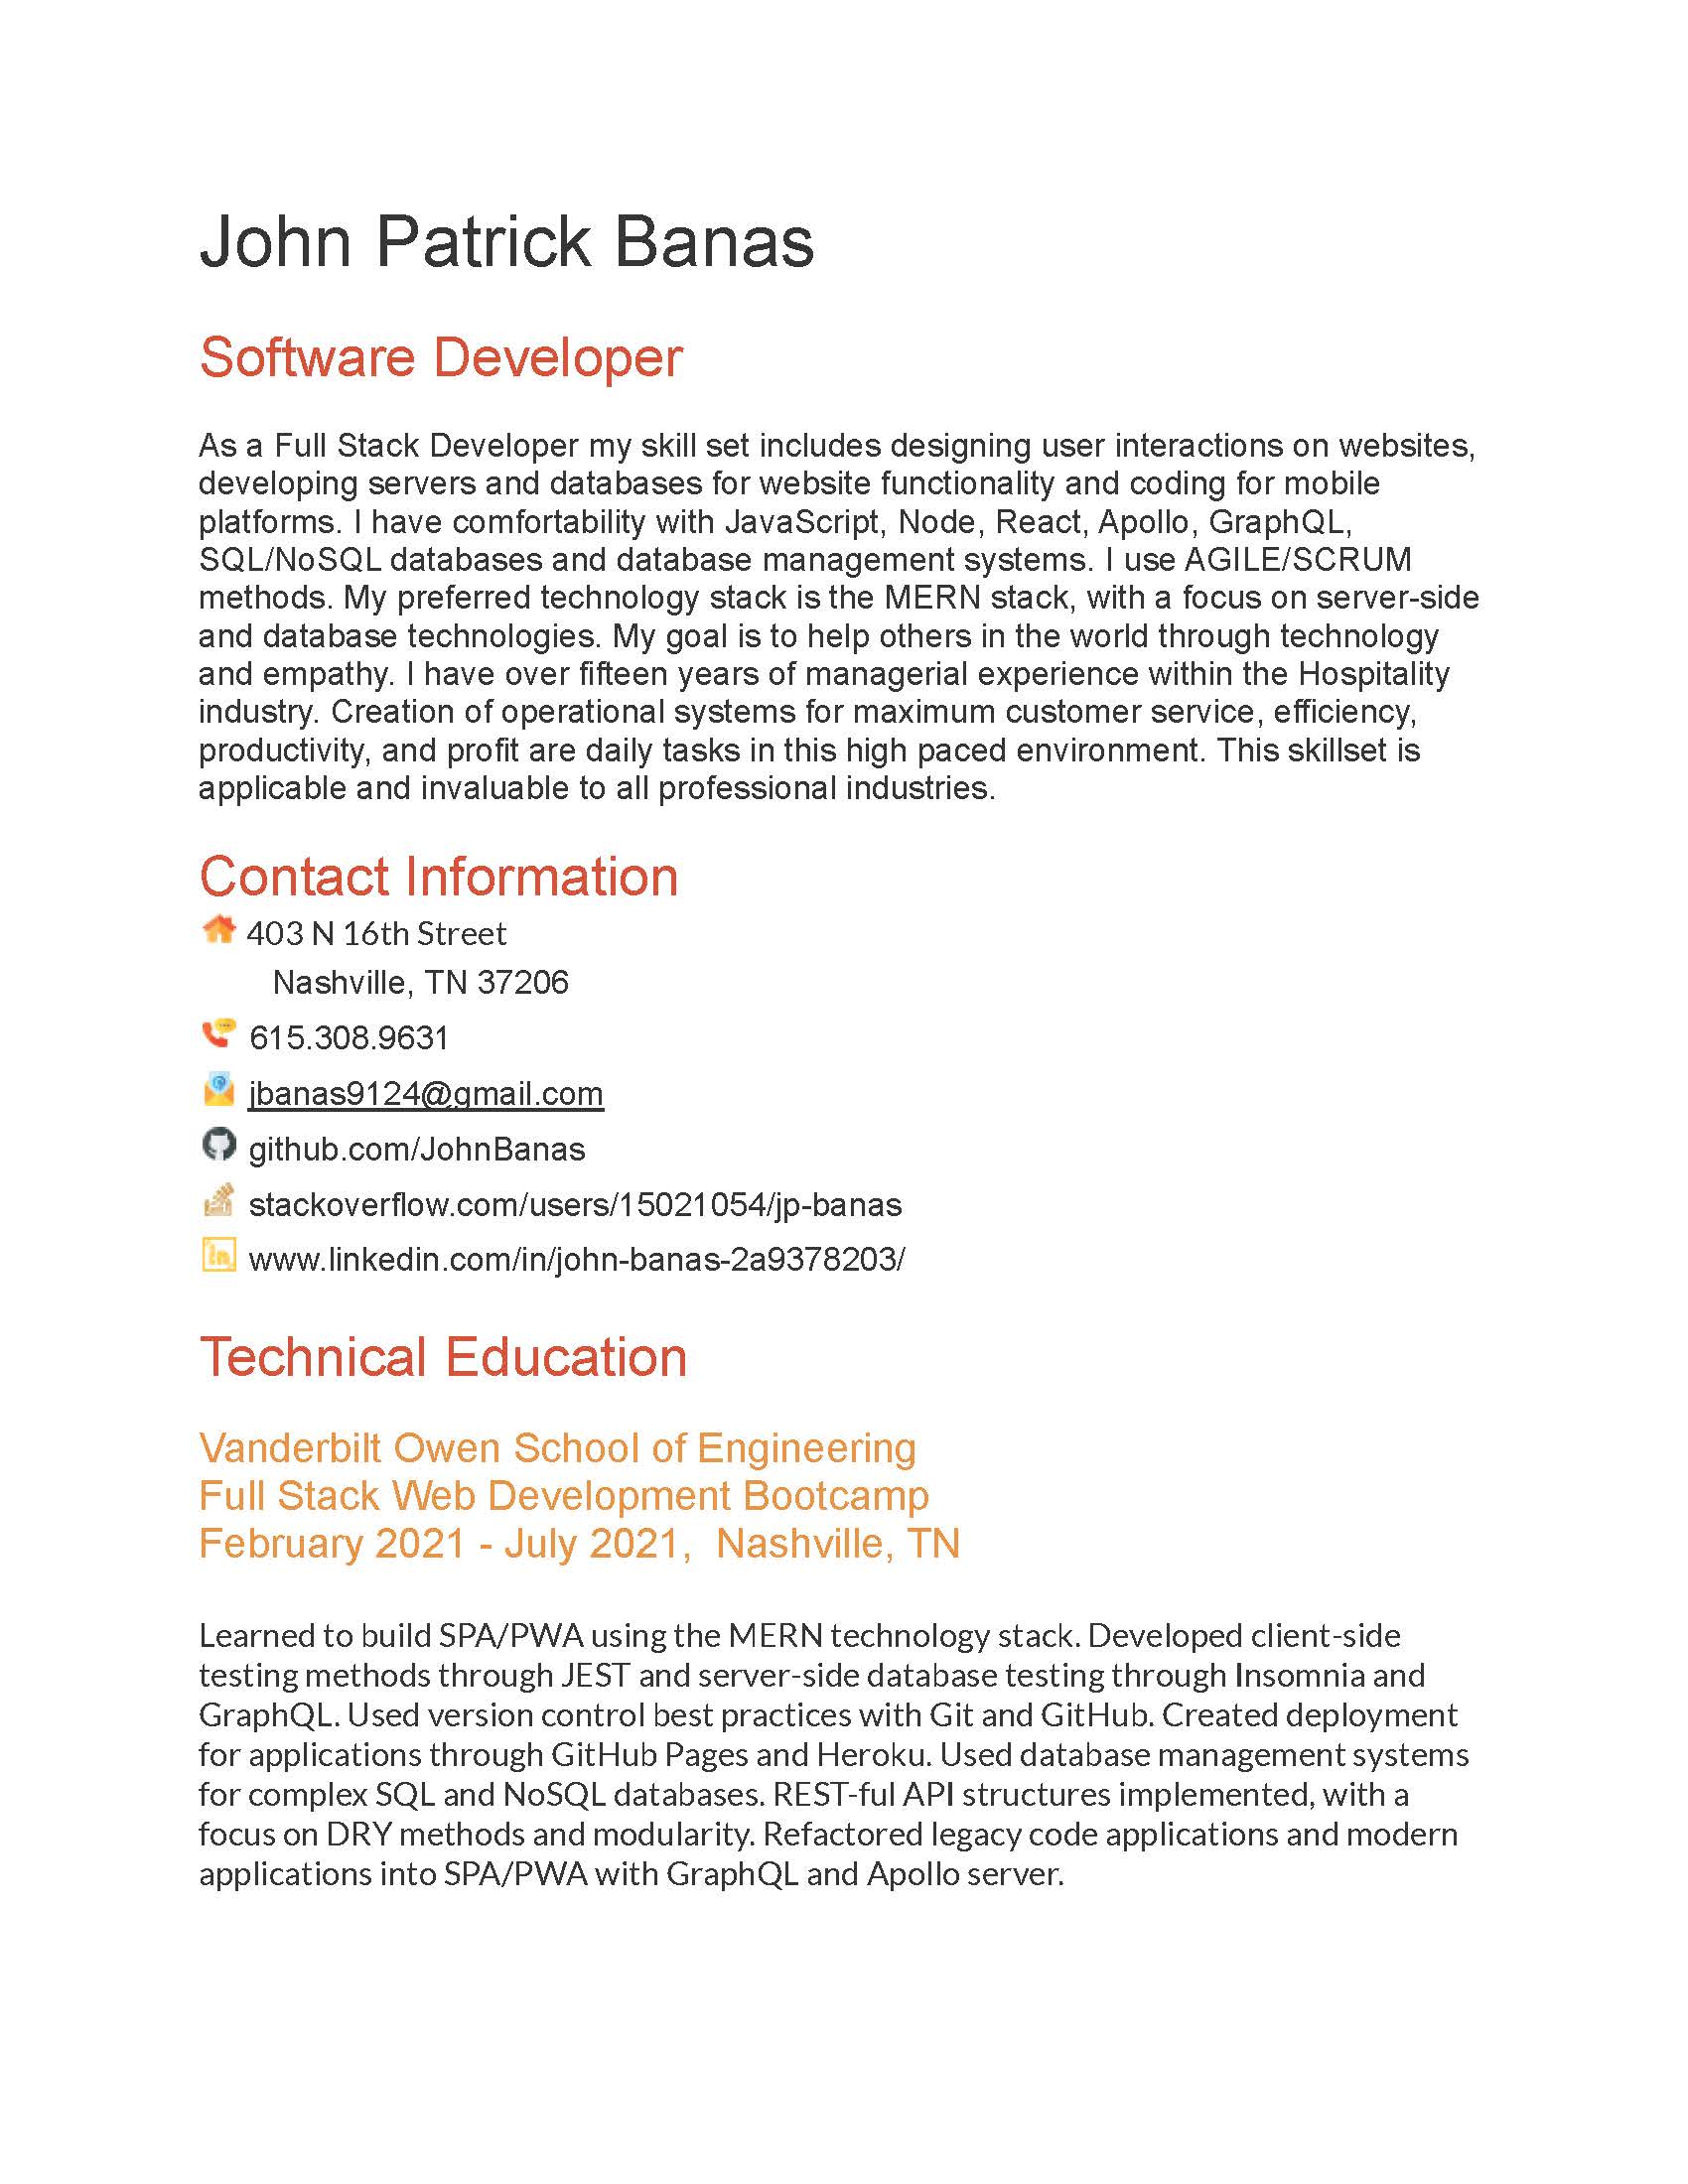 John Patrick Banas
Software Developer
As a Full Stack Developer my skill set includes designing user interactions on websites,
developing servers and databases for website functionality and coding for mobile
platforms. I have comfortability with JavaScript, Node, React, Apollo, GraphQL,
SQL/NoSQL databases and database management systems. I use AGILE/SCRUM
methods. My preferred technology stack is the MERN stack, with a focus on server-side
and database technologies. My goal is to help others in the world through technology
and empathy. I have over fifteen years of managerial experience within the Hospitality
industry. Creation of operational systems for maximum customer service, efficiency,
productivity, and profit are daily tasks in this high paced environment. This skillset is
applicable and invaluable to all professional industries.
Contact Information
403 N 16th Street
Nashville, TN 37206
615.308.9631
jbanas9124@gmail.com
github.com/JohnBanas
stackoverflow.com/users/15021054/jp-banas
www.linkedin.com/in/john-banas-2a9378203/
Technical Education
Vanderbilt Owen School of Engineering
Full Stack Web Development Bootcamp
February 2021 - July 2021,  Nashville, TN
Learned to build SPA/PWA using the MERN technology stack. Developed client-side
testing methods through JEST and server-side database testing through Insomnia and
GraphQL. Used version control best practices with Git and GitHub. Created deployment
for applications through GitHub Pages and Heroku. Used database management systems
for complex SQL and NoSQL databases. REST-ful API structures implemented, with a
focus on DRY methods and modularity. Refactored legacy code applications and modern
applications into SPA/PWA with GraphQL and Apollo server.